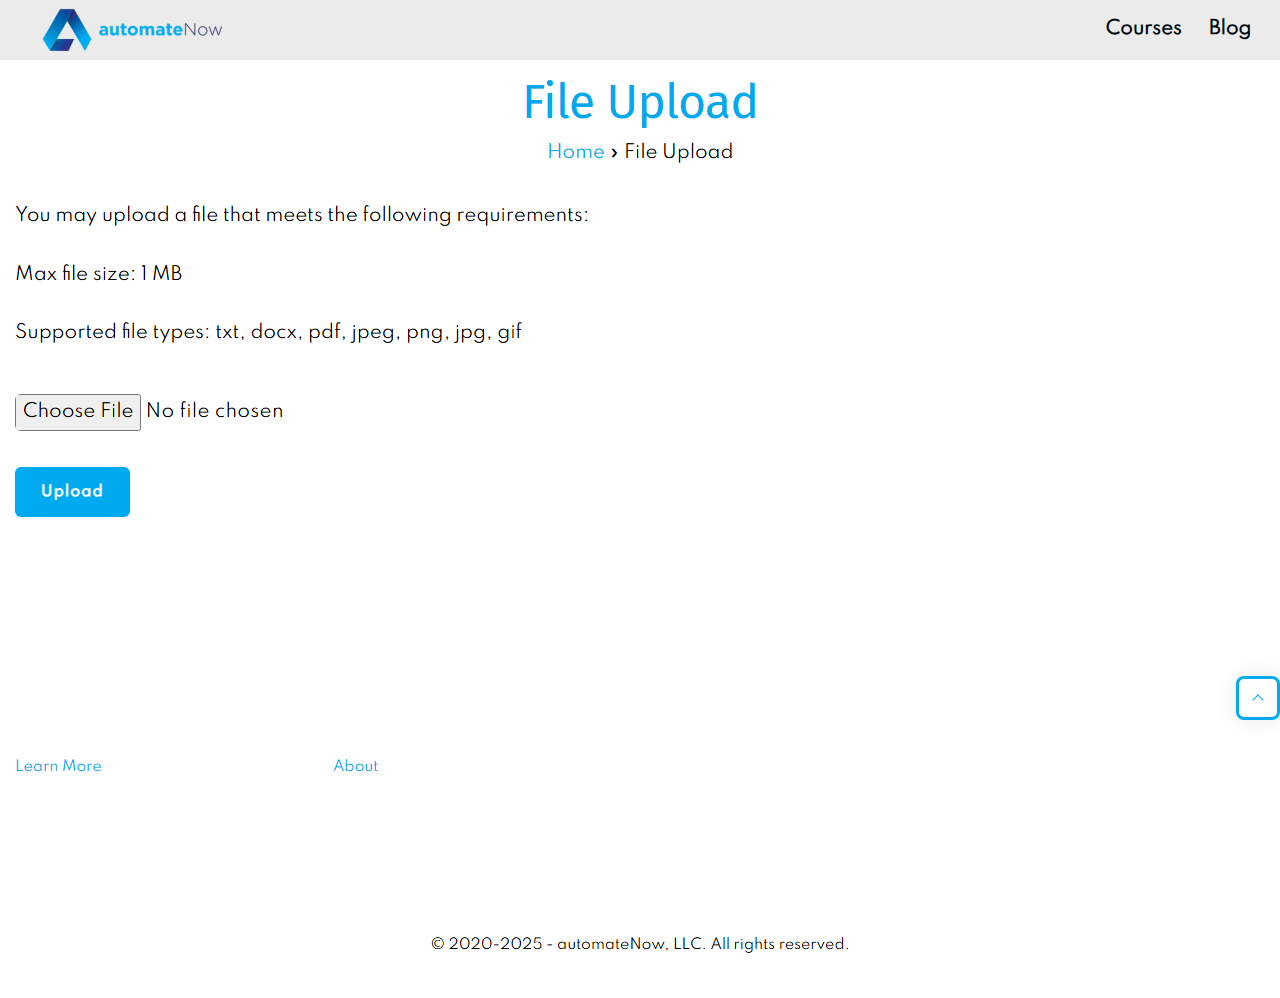 automateNow
Courses Blog
File Upload
Home › File Upload
You may upload a file that meets the following requirements:
Max file size: 1 MB
Supported file types: txt, docx, pdf, jpeg, png, jpg, gif
Choose File No file chosen
Upload
Learn More About
© 2020-2025 - automateNow, LLC. All rights reserved.